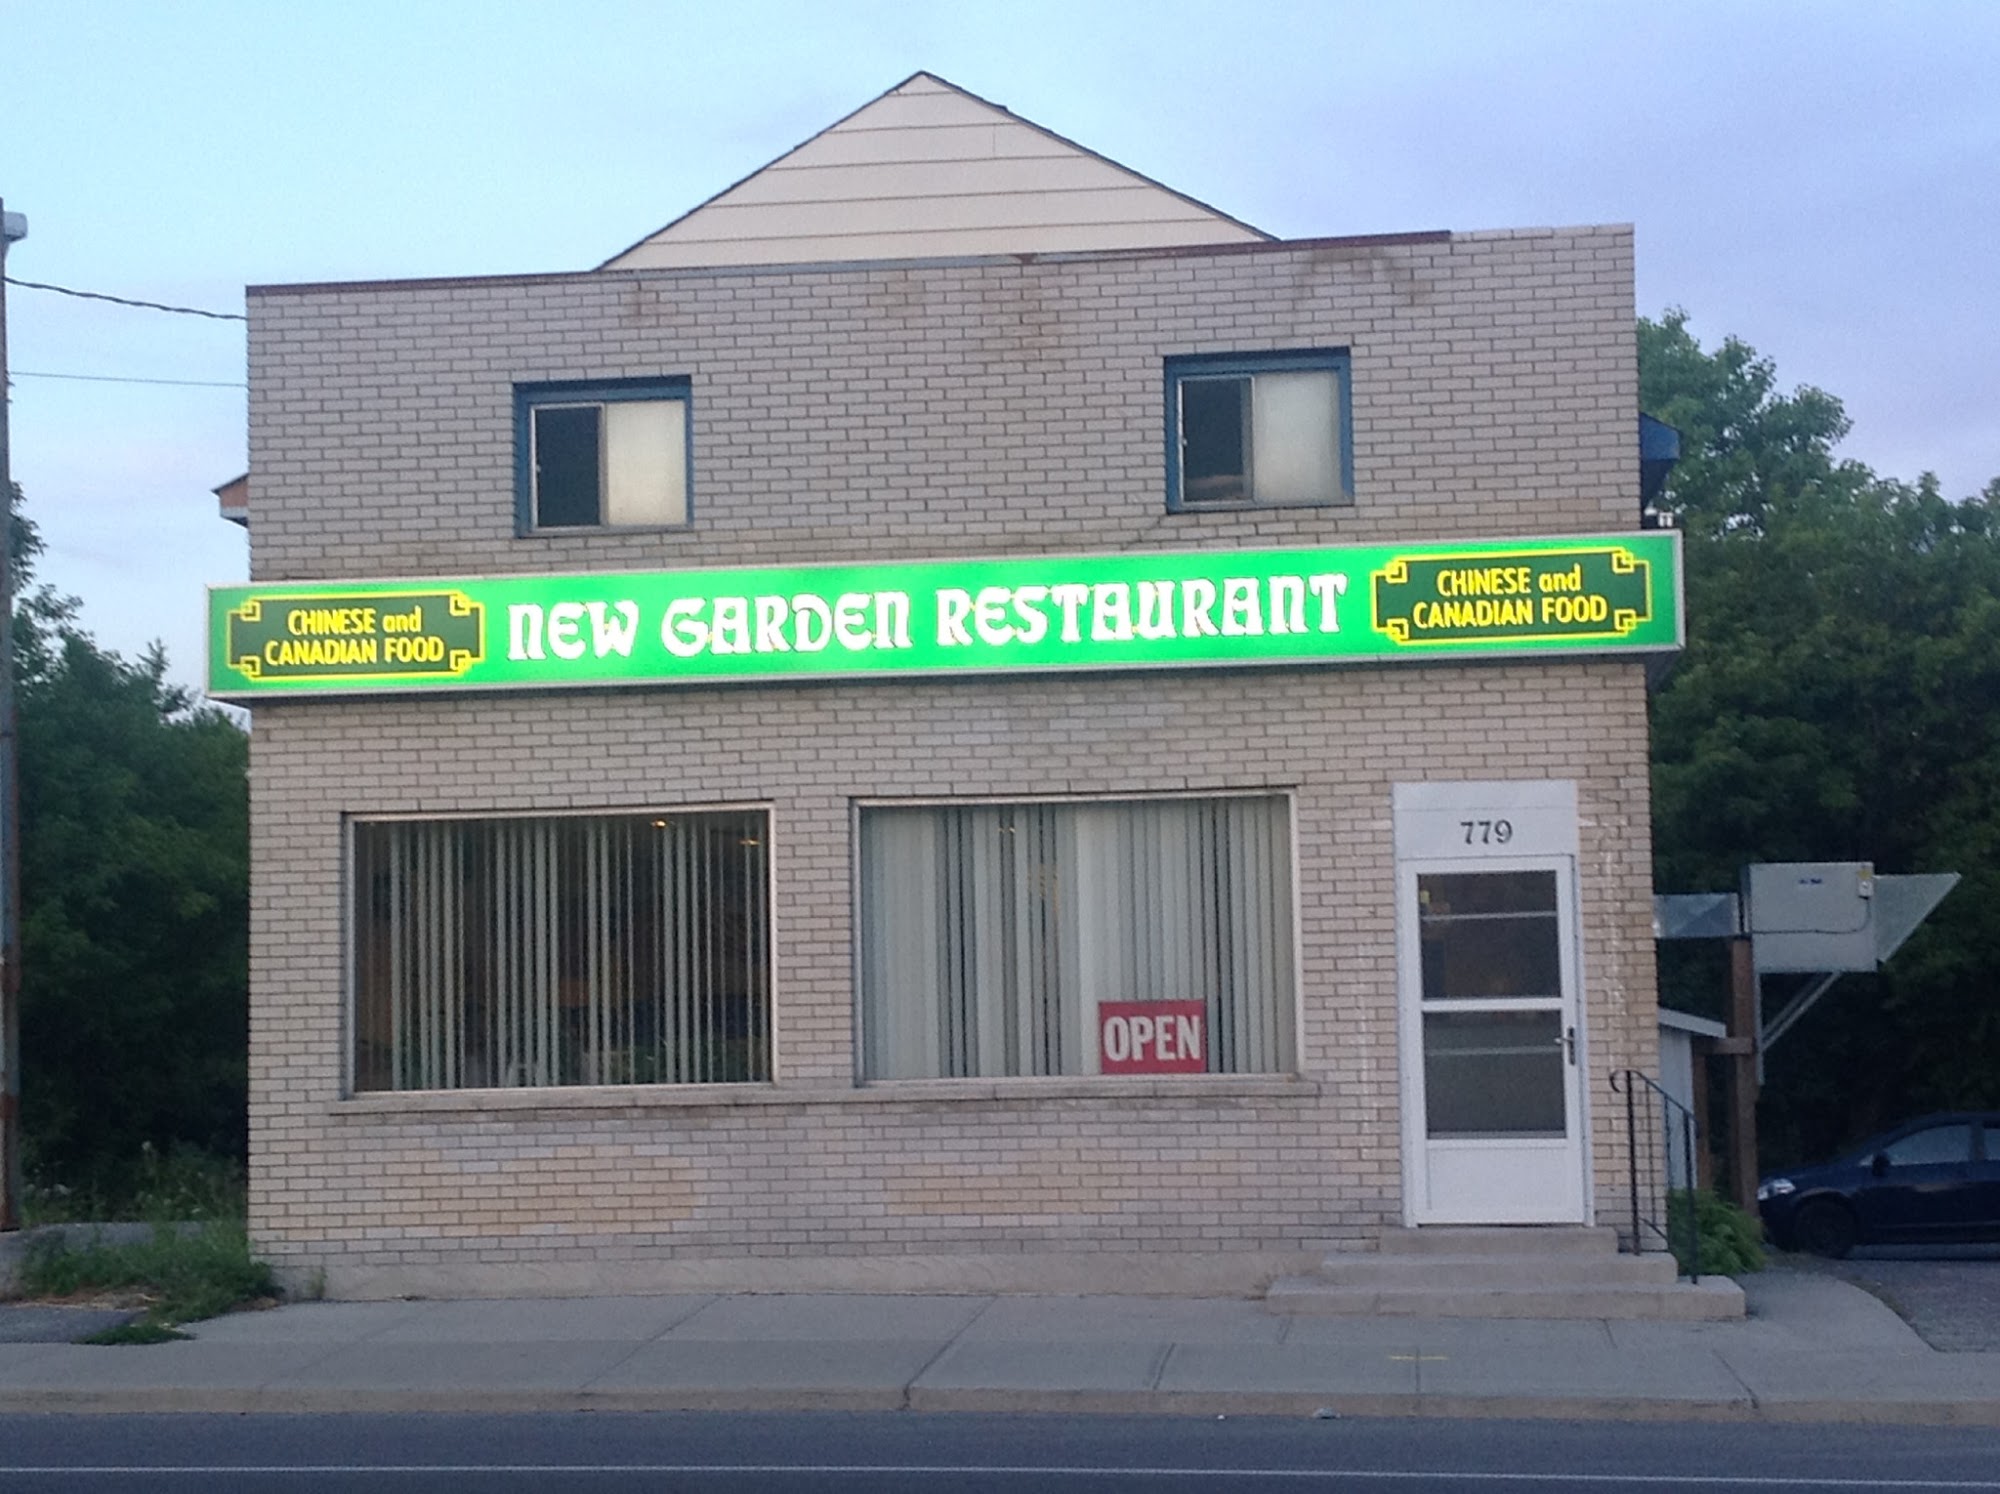 CHINESE and
CANADIAN FOOD
NEW GARDEN RESTAURANT
CHINESE and
CANADIAN FOOD
779
OPEN